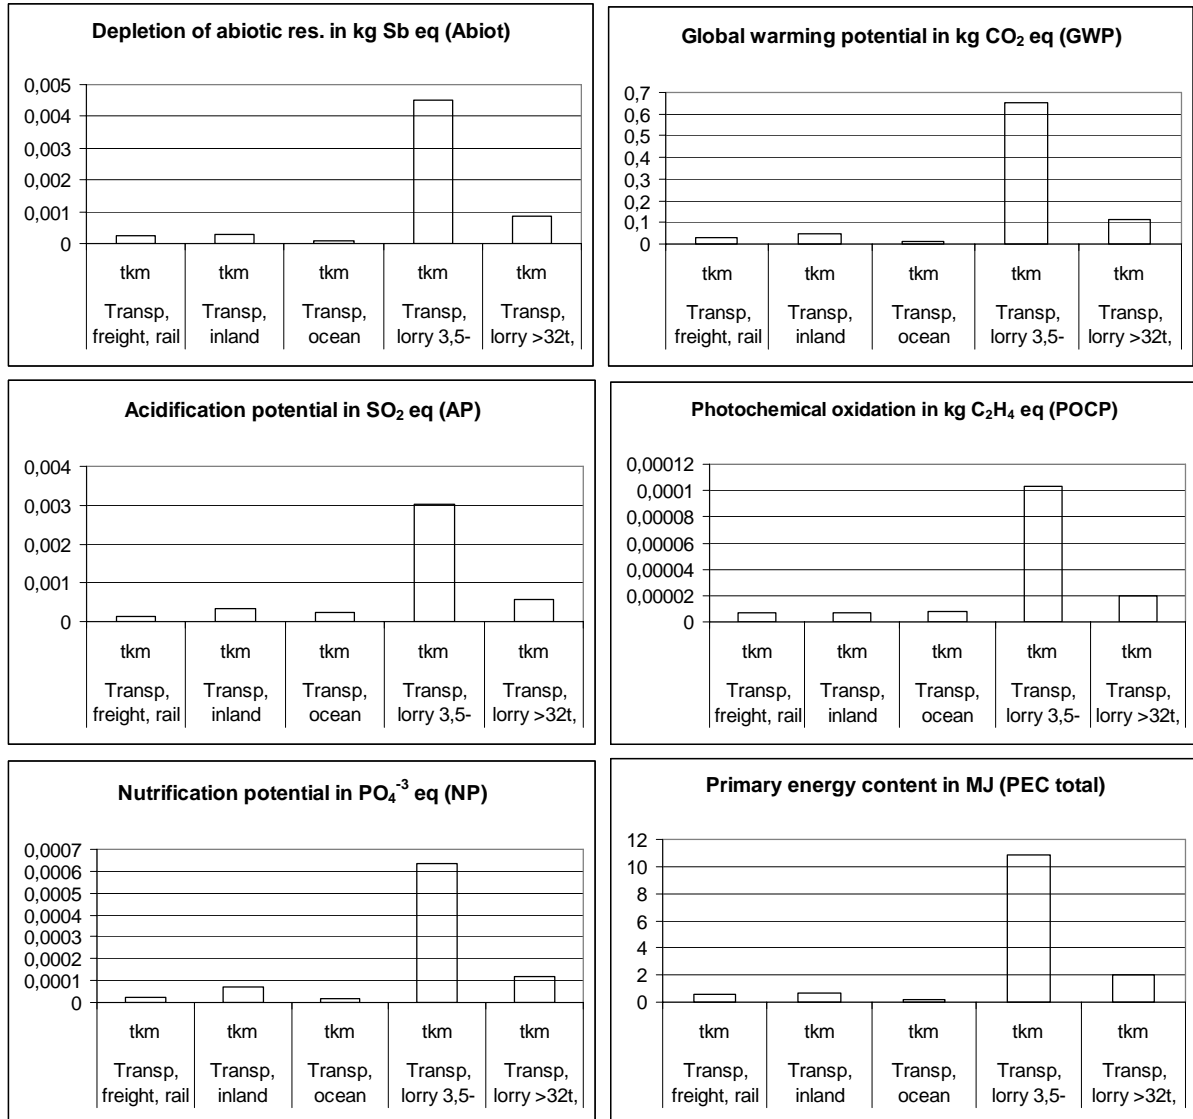 Depletion of abiotic res. in kg Sb eq (Abiot)
0,005
0,004
0,003
0,002
0,001
0
tkm tkm tkm tkm tkm
Transp, Transp, Transp, Transp, Transp,
freight, rail inland ocean lorry 3,5- lorry >32t,
Global warming potential in kg CO₂ eq (GWP)
0,7
0,6
0,5
0,4
0,3
0,2
0,1
0
tkm tkm tkm tkm tkm
Transp, Transp, Transp, Transp, Transp,
freight, rail inland ocean lorry 3,5- lorry >32t,
Acidification potential in SO₂ eq (AP)
0,004
0,003
0,002
0,001
0
tkm tkm tkm tkm tkm
Transp, Transp, Transp, Transp, Transp,
freight, rail inland ocean lorry 3,5- lorry >32t,
Photochemical oxidation in kg C₂H₄ eq (POCP)
0,00012
0,0001
0,00008
0,00006
0,00004
0,00002
0
tkm tkm tkm tkm tkm
Transp, Transp, Transp, Transp, Transp,
freight, rail inland ocean lorry 3,5- lorry >32t,
Nutrification potential in PO₄⁻³ eq (NP)
0,0007
0,0006
0,0005
0,0004
0,0003
0,0002
0,0001
0
tkm tkm tkm tkm tkm
Transp, Transp, Transp, Transp, Transp,
freight, rail inland ocean lorry 3,5- lorry >32t,
Primary energy content in MJ (PEC total)
12
10
8
6
4
2
0
tkm tkm tkm tkm tkm
Transp, Transp, Transp, Transp, Transp,
freight, rail inland ocean lorry 3,5- lorry >32t,